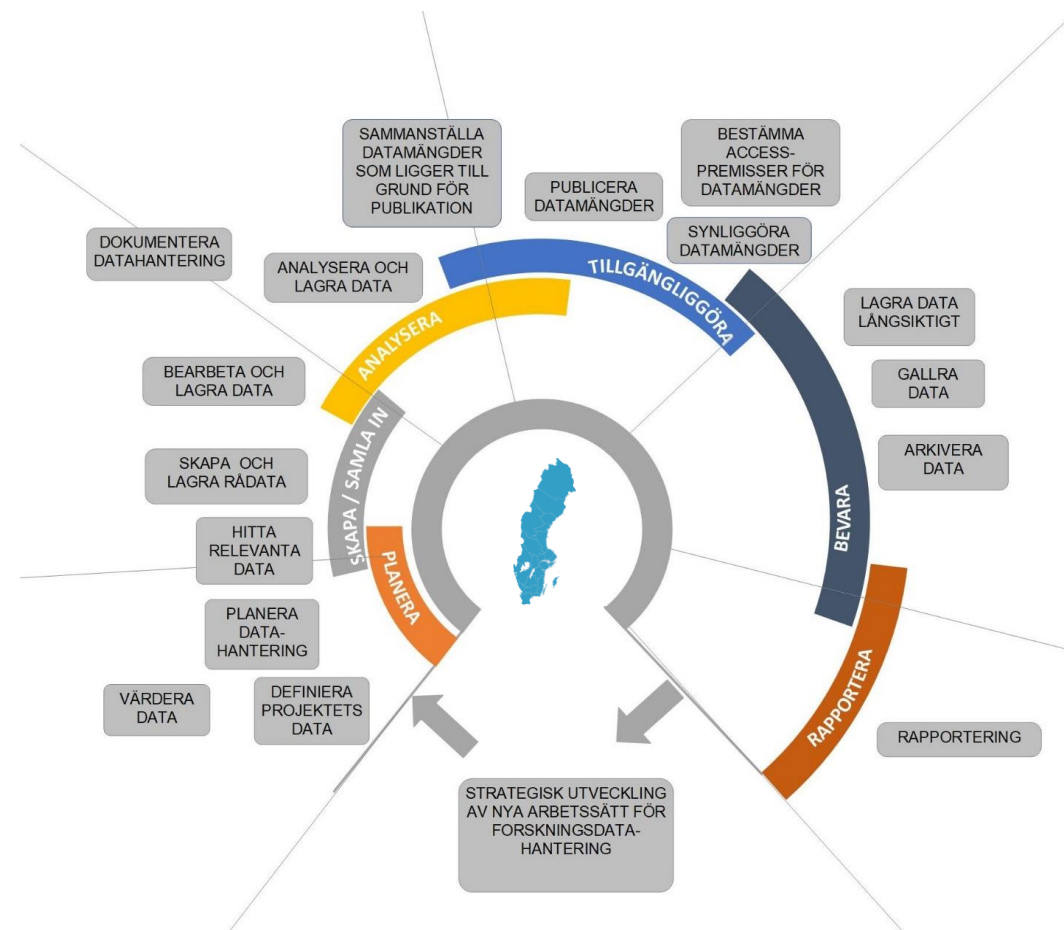 SAMMANSTÄLLA
DATAMÄNGDER
SOM LIGGER TILL
GRUND FÖR
PUBLIKATION
BESTÄMMA
ACCESS-
PREMISSER FÖR
DATAMÄNGDER
PUBLICERA
DATAMÄNGDER
SYNLIGGÖRA
DATAMÄNGDER
DOKUMENTERA
DATAHANTERING
ANALYSERA OCH
LAGRA DATA
TILLGÄNGLIGGÖRA
ANALYSERA
LAGRA DATA
LÅNGSIKTIGT
BEARBETA OCH
LAGRA DATA
GALLRA
DATA
SKAPA / SAMLA IN
ARKIVERA
DATA
SKAPA OCH
LAGRA RÅDATA
BEVARA
HITTA
RELEVANTA
DATA
PLANERA
PLANERA
DATA-
HANTERING
RAPPORTERA
VÄRDERA
DATA
DEFINIERA
PROJEKTETS
DATA
RAPPORTERING
STRATEGISK UTVECKLING
AV NYA ARBETSSÄTT FÖR
FORSKNINGSDATA-
HANTERING